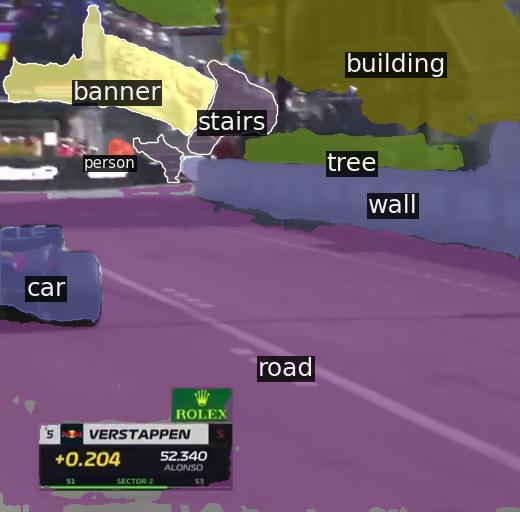 banner
building
stairs
person
tree
wall
car
road
ROLEX
5 VERSTAPPEN 5
+0.204 52.340
ALONSO
S1 SECTOR 2 S3